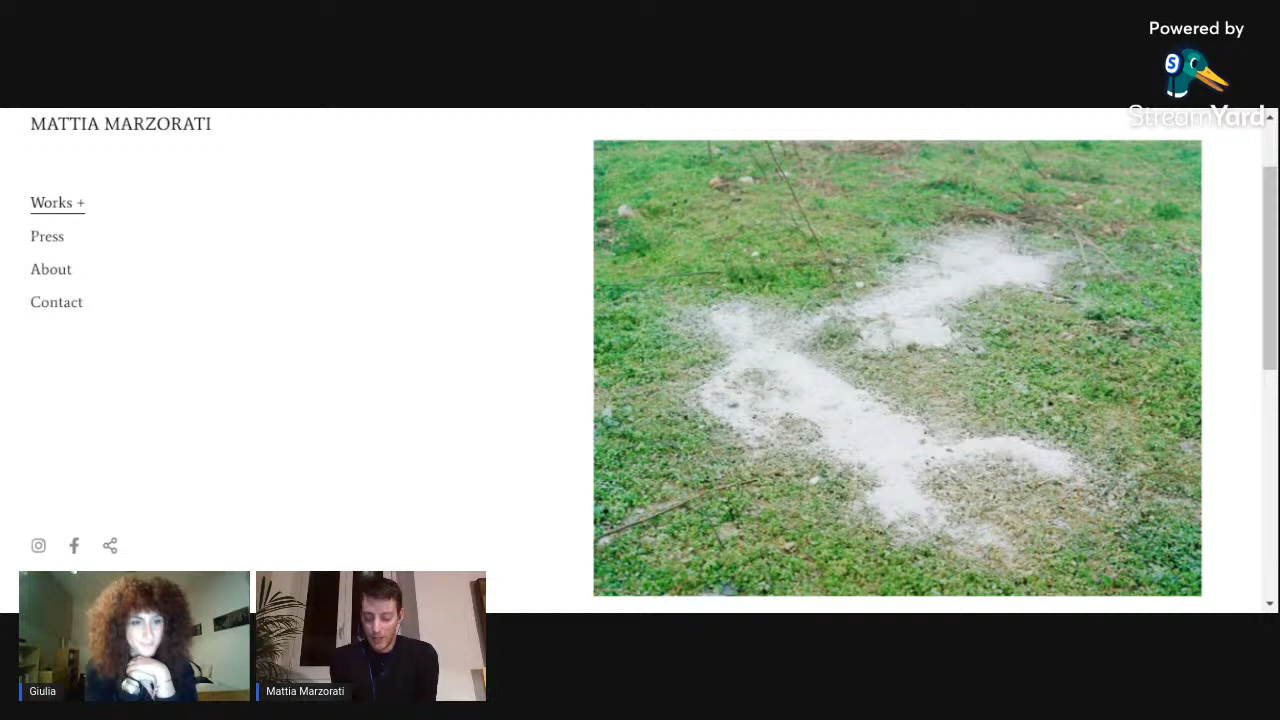 Powered by
S
StreamYard
MATTIA MARZORATI
Works +
Press
About
Contact
Giulia
Mattia Marzorati